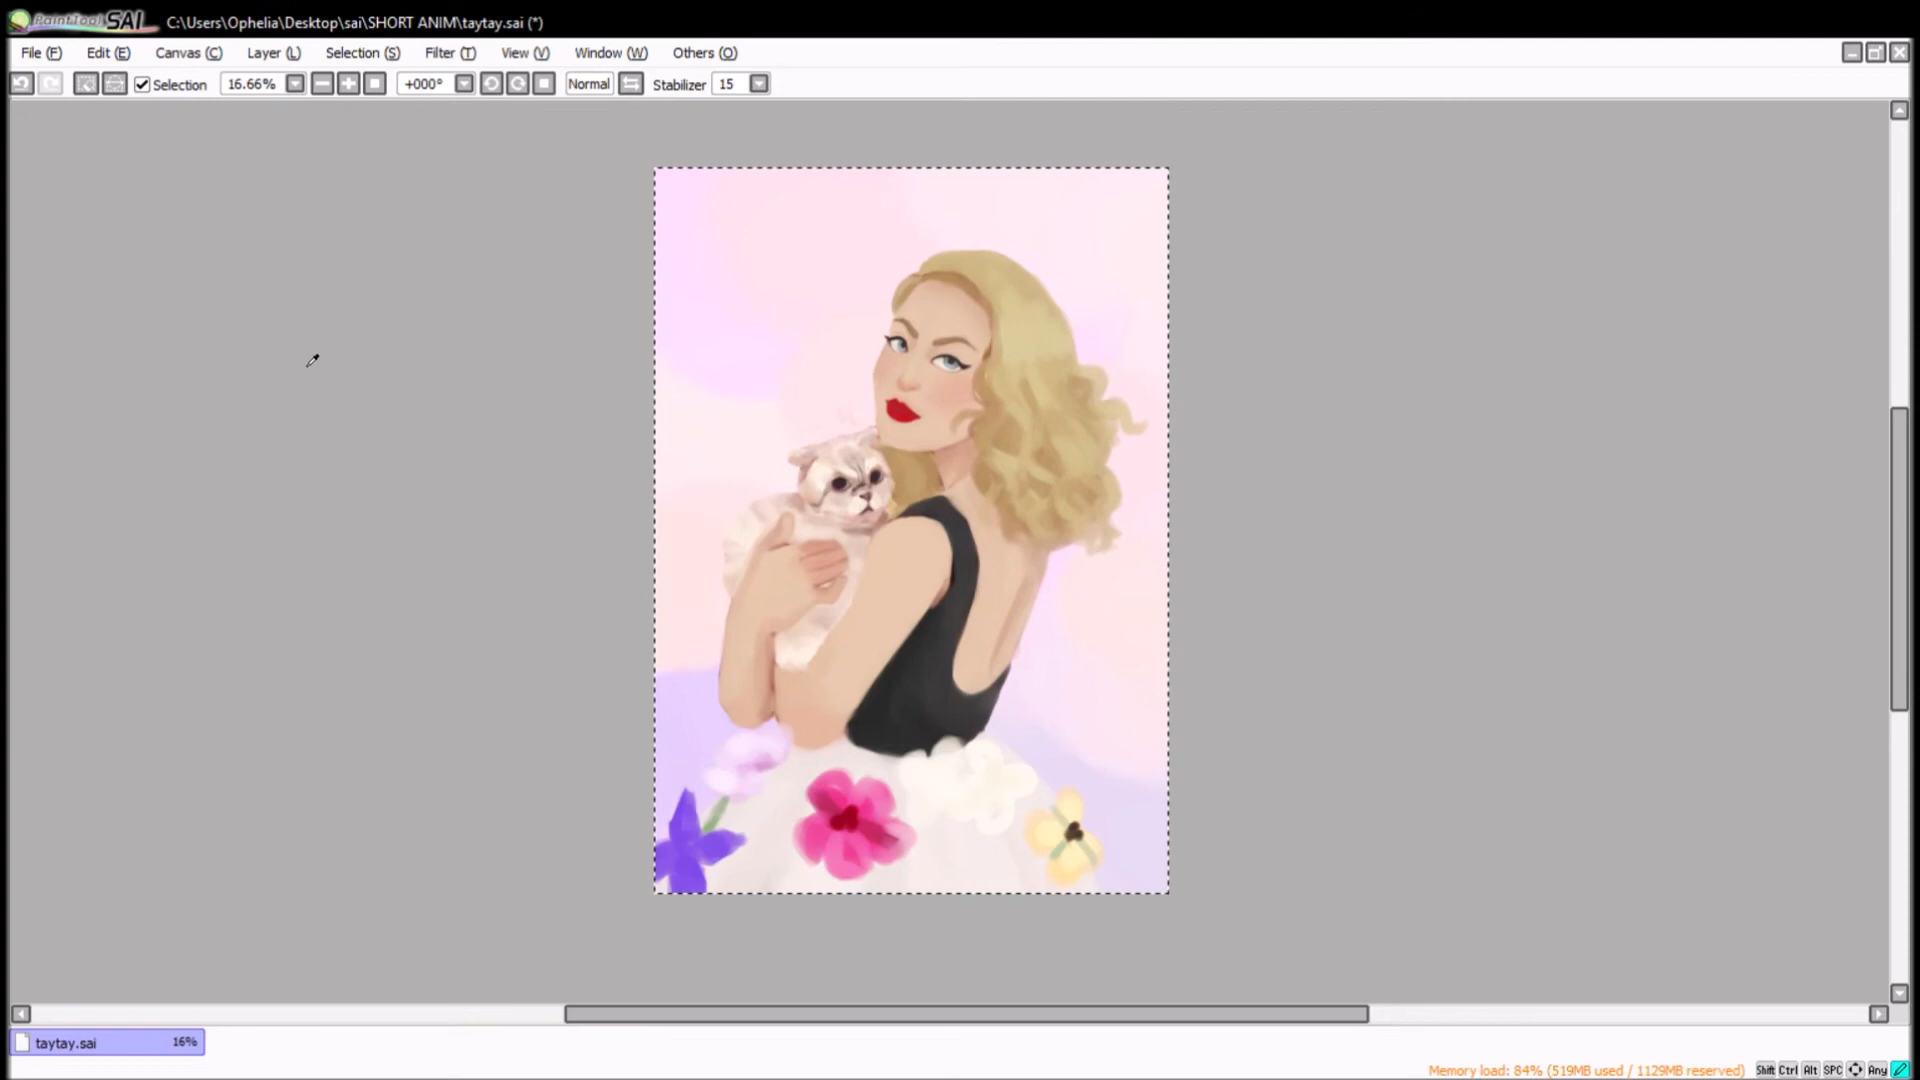 PaintTool SAI C:\Users\Ophelia\Desktop\sai\SHORT ANIM\taytay.sai (*)
File (F) Edit (E) Canvas (C) Layer (L) Selection (S) Filter (T) View (V) Window (W) Others (O)
Selection 16.66% +000° Normal Stabilizer 15
taytay.sai 16%
Memory load: 84% (519MB used / 1129MB reserved) Shift Ctrl Alt SPC Any